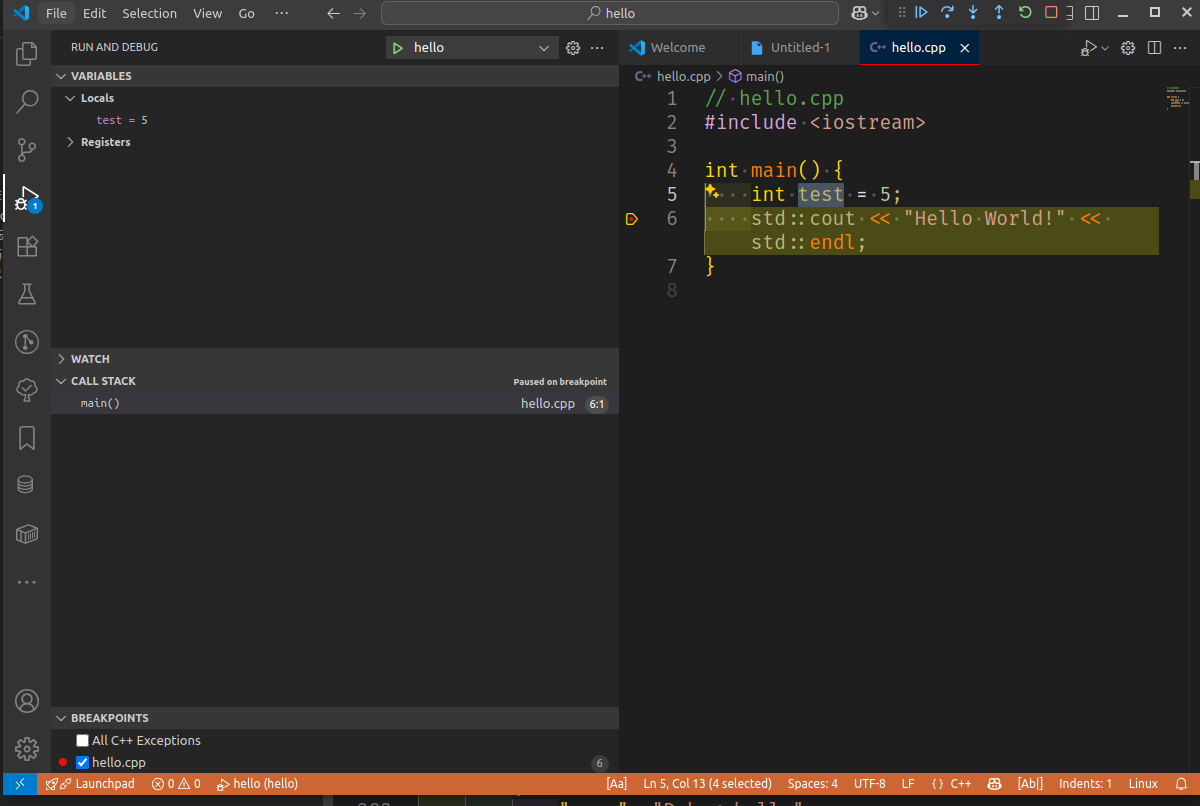 File Edit Selection View Go ··· hello
RUN AND DEBUG hello ···
VARIABLES
Locals
test = 5
Registers
WATCH
CALL STACK Paused on breakpoint
main() hello.cpp 6:1
BREAKPOINTS
All C++ Exceptions
hello.cpp 6
1
Welcome Untitled-1 C++ hello.cpp
C++ hello.cpp > main()
1 // hello.cpp
2 #include <iostream>
3
4 int main() {
5 int test = 5;
6 std::cout << "Hello World!" <<
std::endl;
7 }
8
Launchpad 0 0 hello (hello) [Aa] Ln 5, Col 13 (4 selected) Spaces: 4 UTF-8 LF {} C++ [Ab|] Indents: 1 Linux